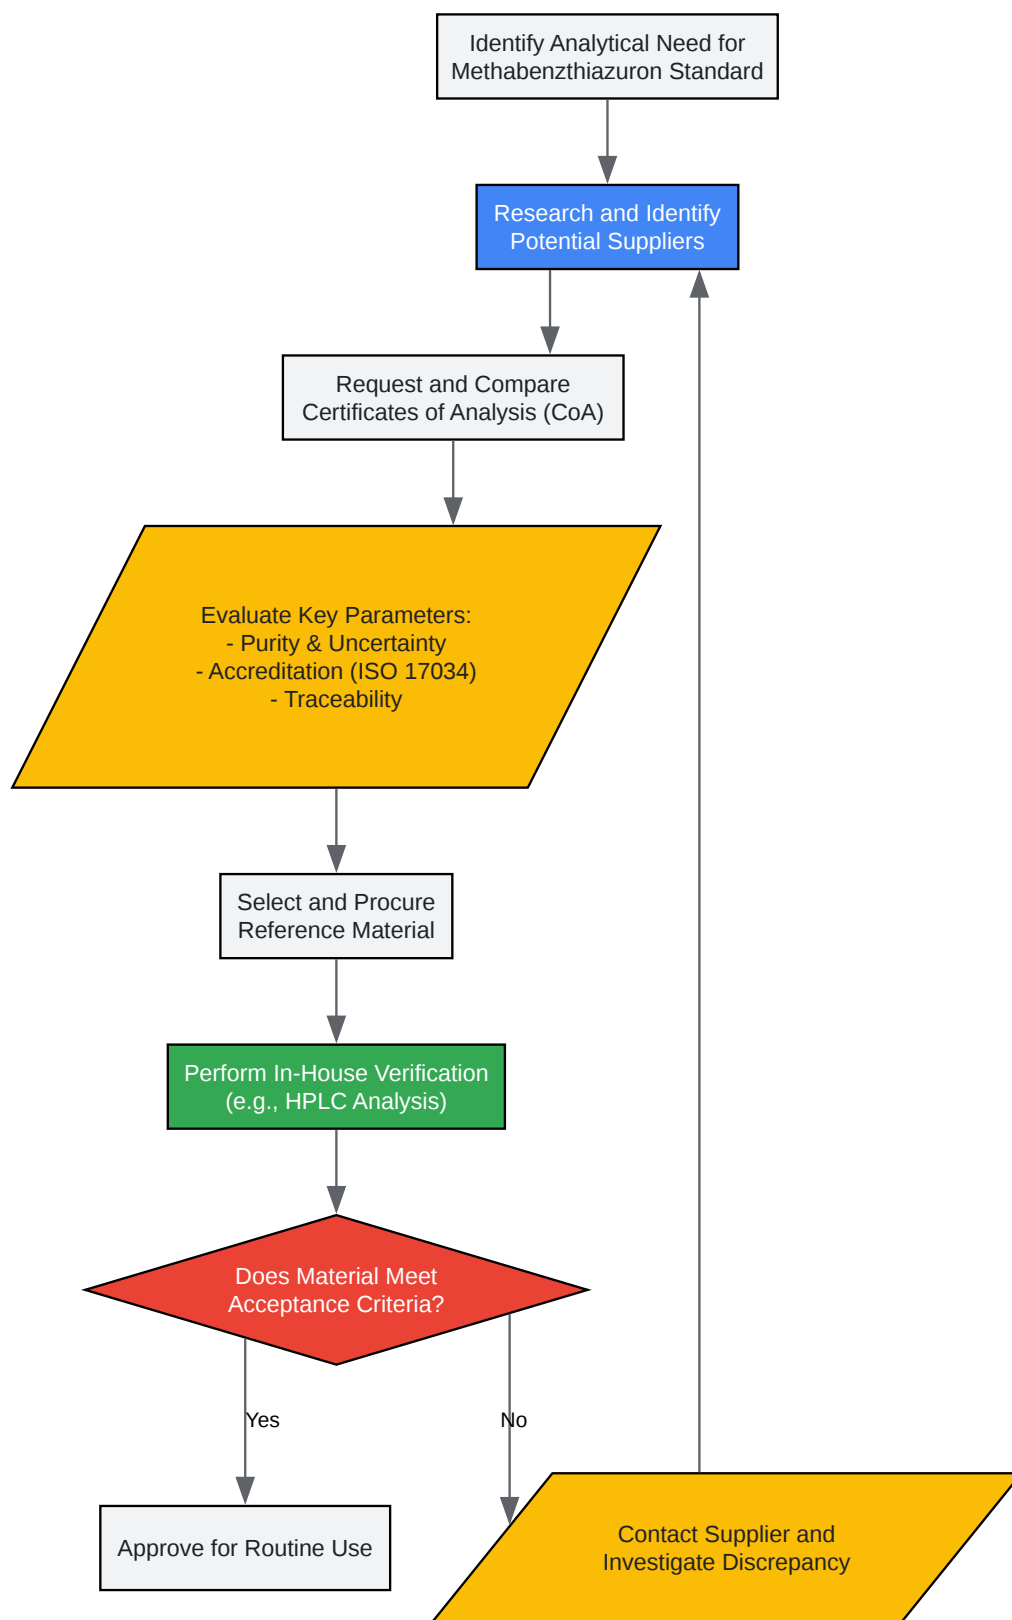 Identify Analytical Need for
Methabenzthiazuron Standard
Research and Identify
Potential Suppliers
Request and Compare
Certificates of Analysis (CoA)
Evaluate Key Parameters:
- Purity & Uncertainty
- Accreditation (ISO 17034)
- Traceability
Select and Procure
Reference Material
Perform In-House Verification
(e.g., HPLC Analysis)
Does Material Meet
Acceptance Criteria?
Yes
No
Approve for Routine Use
Contact Supplier and
Investigate Discrepancy